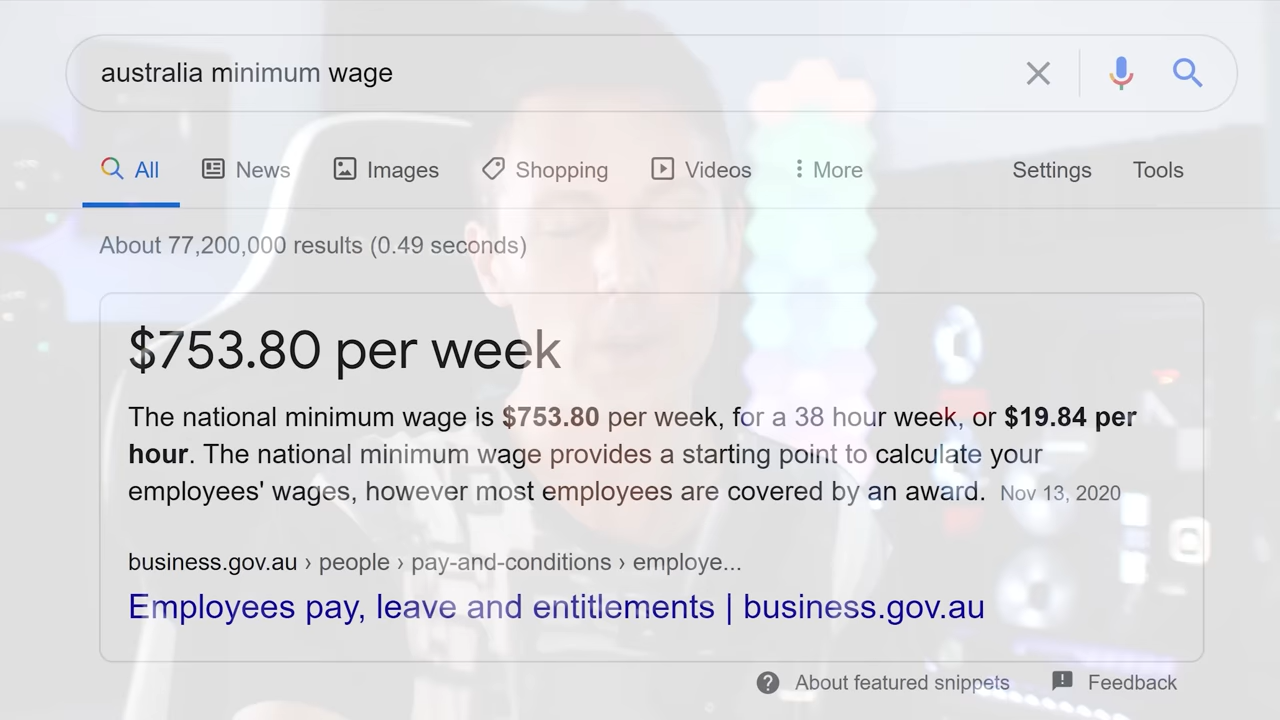 australia minimum wage
All News Images Shopping Videos More Settings Tools
About 77,200,000 results (0.49 seconds)
$753.80 per week
The national minimum wage is $753.80 per week, for a 38 hour week, or $19.84 per
hour. The national minimum wage provides a starting point to calculate your
employees' wages, however most employees are covered by an award. Nov 13, 2020
business.gov.au › people › pay-and-conditions › employe...
Employees pay, leave and entitlements | business.gov.au
About featured snippets Feedback